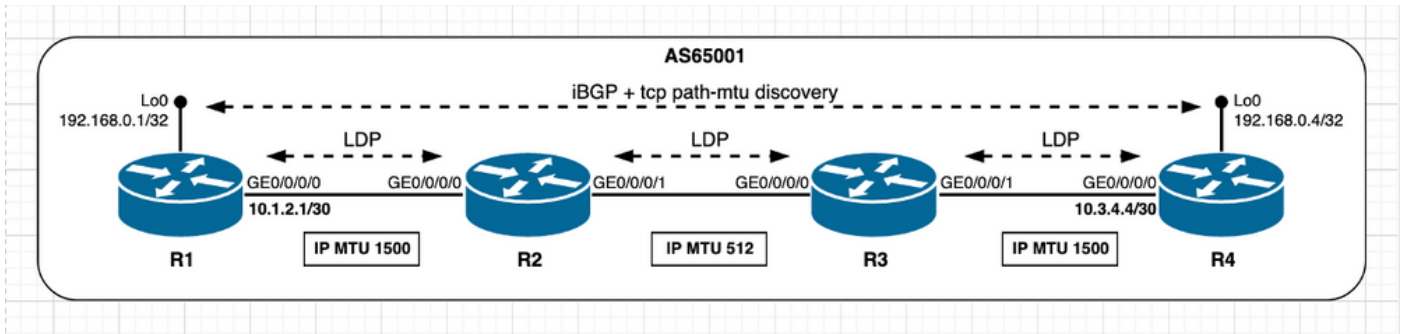 AS65001
iBGP + tcp path-mtu discovery
Lo0
192.168.0.1/32
Lo0
192.168.0.4/32
LDP
LDP
LDP
GE0/0/0/0
GE0/0/0/0
GE0/0/0/1
GE0/0/0/0
GE0/0/0/1
GE0/0/0/0
10.1.2.1/30
10.3.4.4/30
IP MTU 1500
IP MTU 512
IP MTU 1500
R1
R2
R3
R4